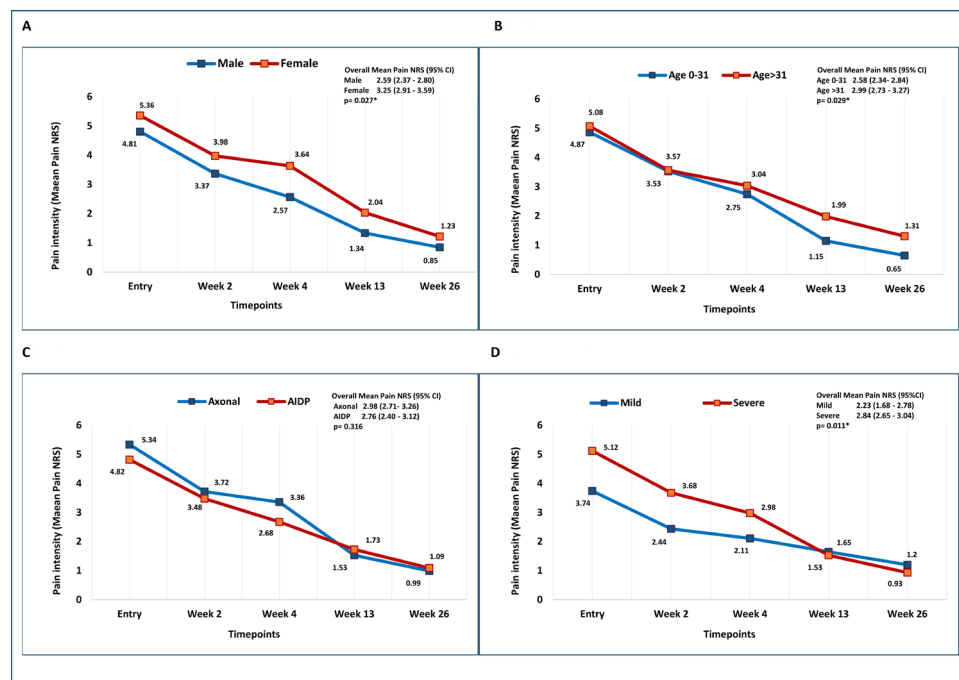 A
Male Female
Overall Mean Pain NRS (95% CI)
Male 2.59 (2.37 - 2.80)
Female 3.25 (2.91 - 3.59)
p= 0.027*
Pain intensity (Maean Pain NRS)
6
5
4
3
2
1
0
5.36
4.81
3.98
3.37
3.64
2.57
2.04
1.34
1.23
0.85
Entry Week 2 Week 4 Week 13 Week 26
Timepoints
B
Age 0-31 Age>31
Overall Mean Pain NRS (95% CI)
Age 0-31 2.58 (2.34- 2.84)
Age >31 2.99 (2.73 - 3.27)
p= 0.029*
Pain intensity (Maean Pain NRS)
6
5
4
3
2
1
0
5.08
4.87
3.57
3.53
3.04
2.75
1.99
1.15
1.31
0.65
Entry Week 2 Week 4 Week 13 Week 26
Timepoints
C
Axonal AIDP
Overall Mean Pain NRS (95% CI)
Axonal 2.98 (2.71- 3.26)
AIDP 2.76 (2.40 - 3.12)
p= 0.316
Pain intensity (Maean Pain NRS)
6
5
4
3
2
1
0
5.34
4.82
3.72
3.48
3.36
2.68
1.73
1.53
1.09
0.99
Entry Week 2 Week 4 Week 13 Week 26
Timepoints
D
Mild Severe
Overall Mean Pain NRS (95%CI)
Mild 2.23 (1.68 - 2.78)
Severe 2.84 (2.65 - 3.04)
p= 0.011*
Pain intensity (Maean Pain NRS)
6
5
4
3
2
1
0
5.12
3.74
3.68
2.44
2.98
2.11
1.65
1.53
1.2
0.93
Entry Week 2 Week 4 Week 13 Week 26
Timepoints